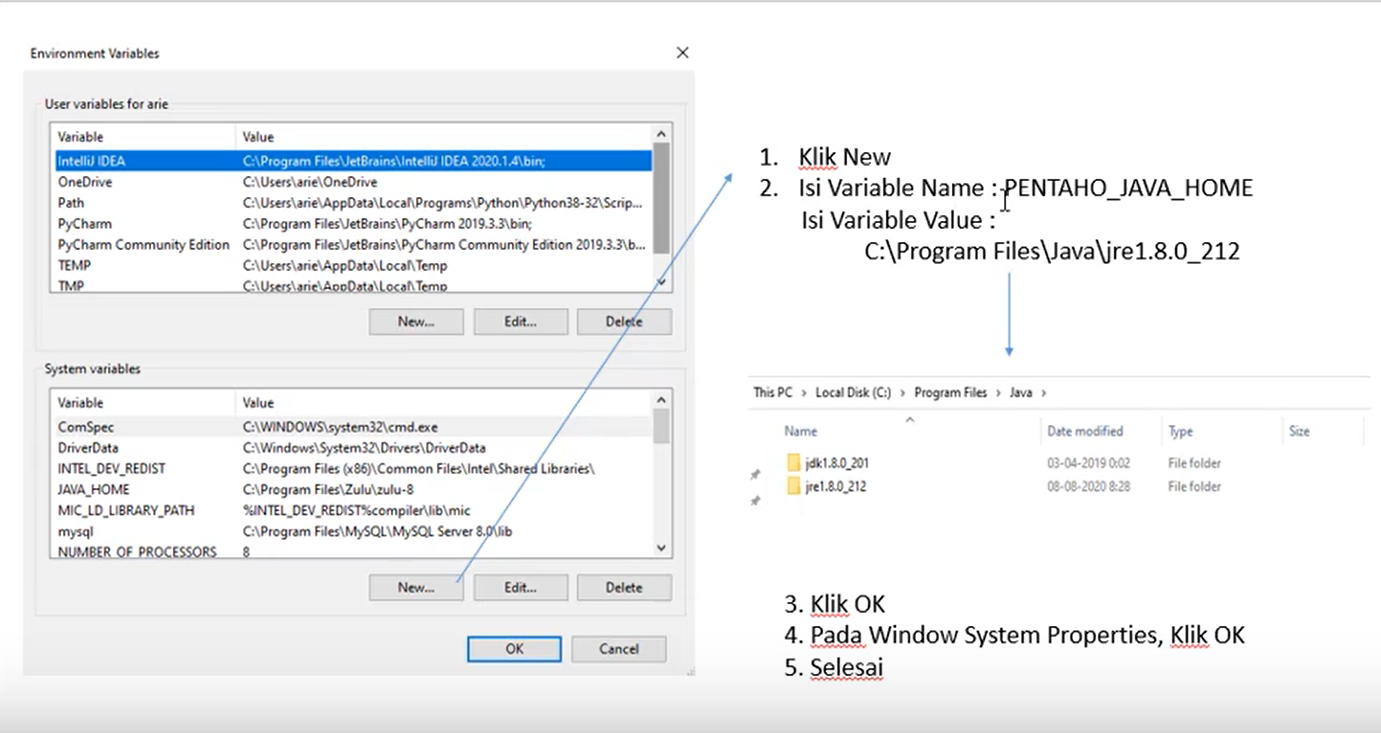 Environment Variables
User variables for arie
Variable Value
IntelliJ IDEA C:\Program Files\JetBrains\IntelliJ IDEA 2020.1.4\bin;
OneDrive C:\Users\arie\OneDrive
Path C:\Users\arie\AppData\Local\Programs\Python\Python38-32\Scrip...
PyCharm C:\Program Files\JetBrains\PyCharm 2019.3.3\bin;
PyCharm Community Edition C:\Program Files\JetBrains\PyCharm Community Edition 2019.3.3\b...
TEMP C:\Users\arie\AppData\Local\Temp
TMP C:\Users\arie\AppData\Local\Temp
New... Edit... Delete
System variables
Variable Value
ComSpec C:\WINDOWS\system32\cmd.exe
DriverData C:\Windows\System32\Drivers\DriverData
INTEL_DEV_REDIST C:\Program Files (x86)\Common Files\Intel\Shared Libraries\
JAVA_HOME C:\Program Files\Zulu\zulu-8
MIC_LD_LIBRARY_PATH %INTEL_DEV_REDIST%compiler\lib\mic
mysql C:\Program Files\MySQL\MySQL Server 8.0\lib
NUMBER_OF_PROCESSORS 8
New... Edit... Delete
OK Cancel
1. Klik New
2. Isi Variable Name : PENTAHO_JAVA_HOME
Isi Variable Value :
C:\Program Files\Java\jre1.8.0_212
This PC > Local Disk (C:) > Program Files > Java >
Name Date modified Type Size
jdk1.8.0_201 03-04-2019 0:02 File folder
jre1.8.0_212 08-08-2020 8:28 File folder
3. Klik OK
4. Pada Window System Properties, Klik OK
5. Selesai